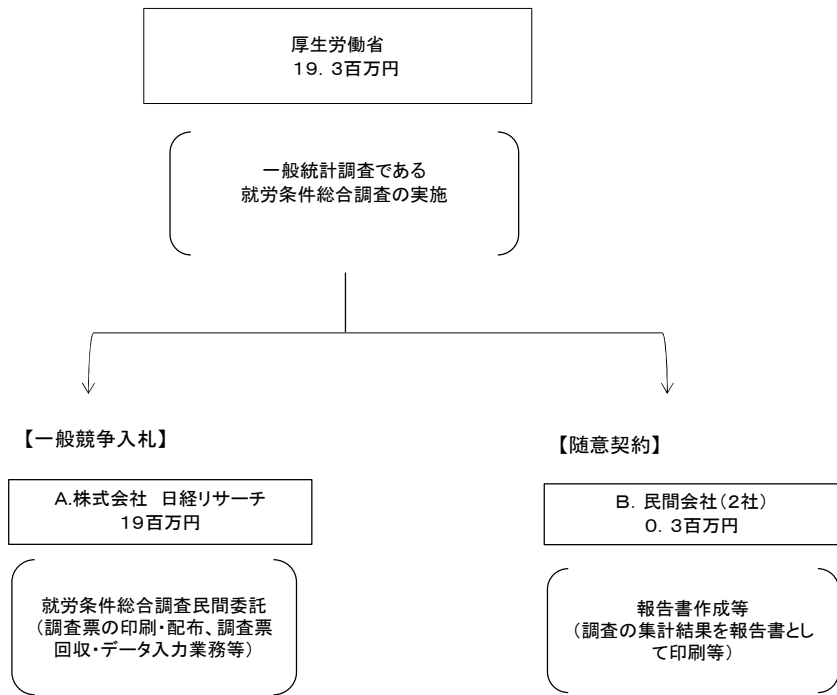 厚生労働省
19．3百万円
一般統計調査である
就労条件総合調査の実施
【一般競争入札】
A.株式会社　日経リサーチ
19百万円
就労条件総合調査民間委託
（調査票の印刷・配布、調査票
回収・データ入力業務等）
【随意契約】
B．民間会社（2社）
0．3百万円
報告書作成等
（調査の集計結果を報告書とし
て印刷等）